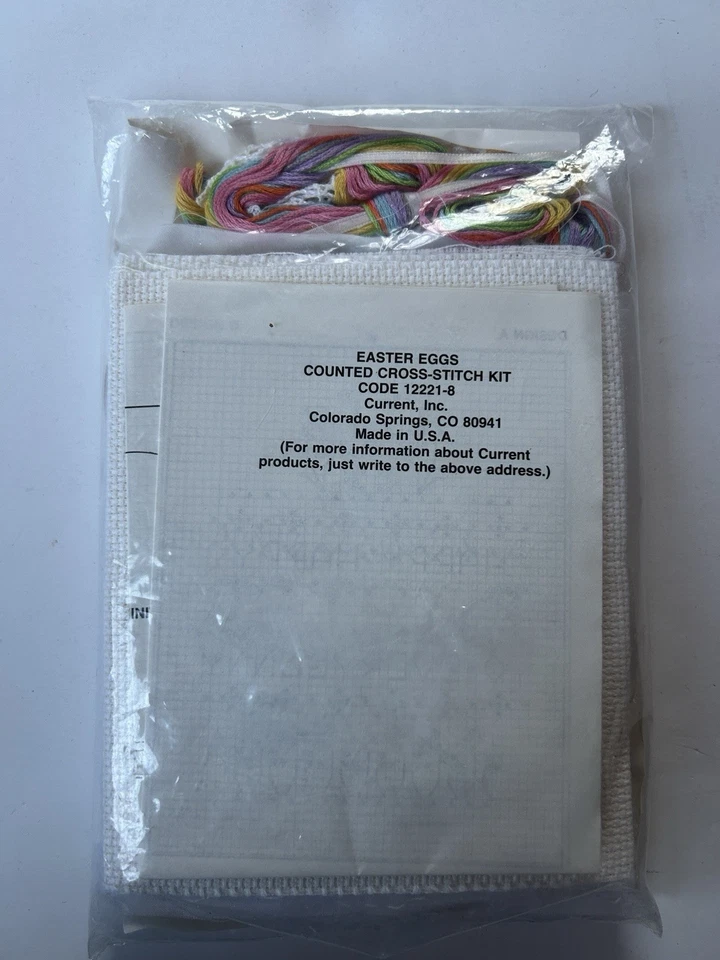 EASTER EGGS
COUNTED CROSS-STITCH KIT
CODE 12221-8
Current, Inc.
Colorado Springs, CO 80941
Made in U.S.A.
(For more information about Current
products, just write to the above address.)
DESIGN A